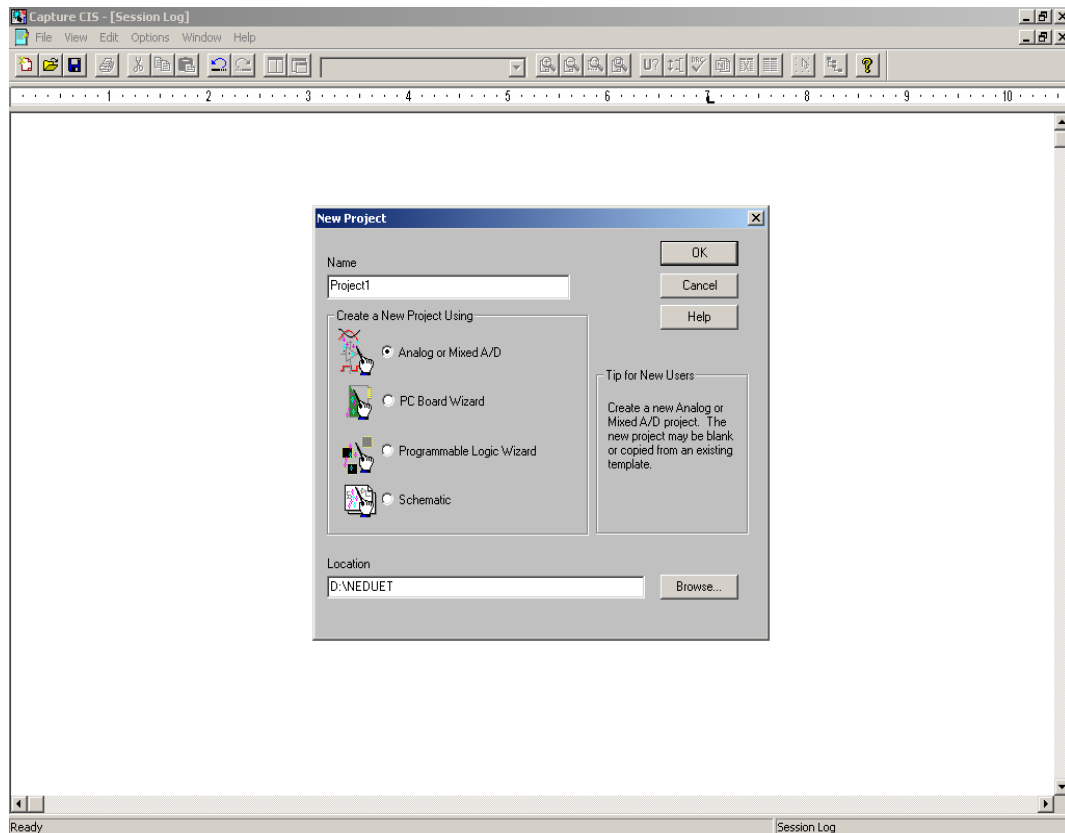 Capture CIS - [Session Log]
File View Edit Options Window Help
U?
1 2 3 4 5 6 7 8 9 10
New Project
Name
OK
Project1
Cancel
Create a New Project Using
Help
Analog or Mixed A/D
Tip for New Users
PC Board Wizard
Create a new Analog or
Mixed A/D project. The
new project may be blank
or copied from an existing
template.
Programmable Logic Wizard
Schematic
Location
D:\NEDUET
Browse...
Ready
Session Log